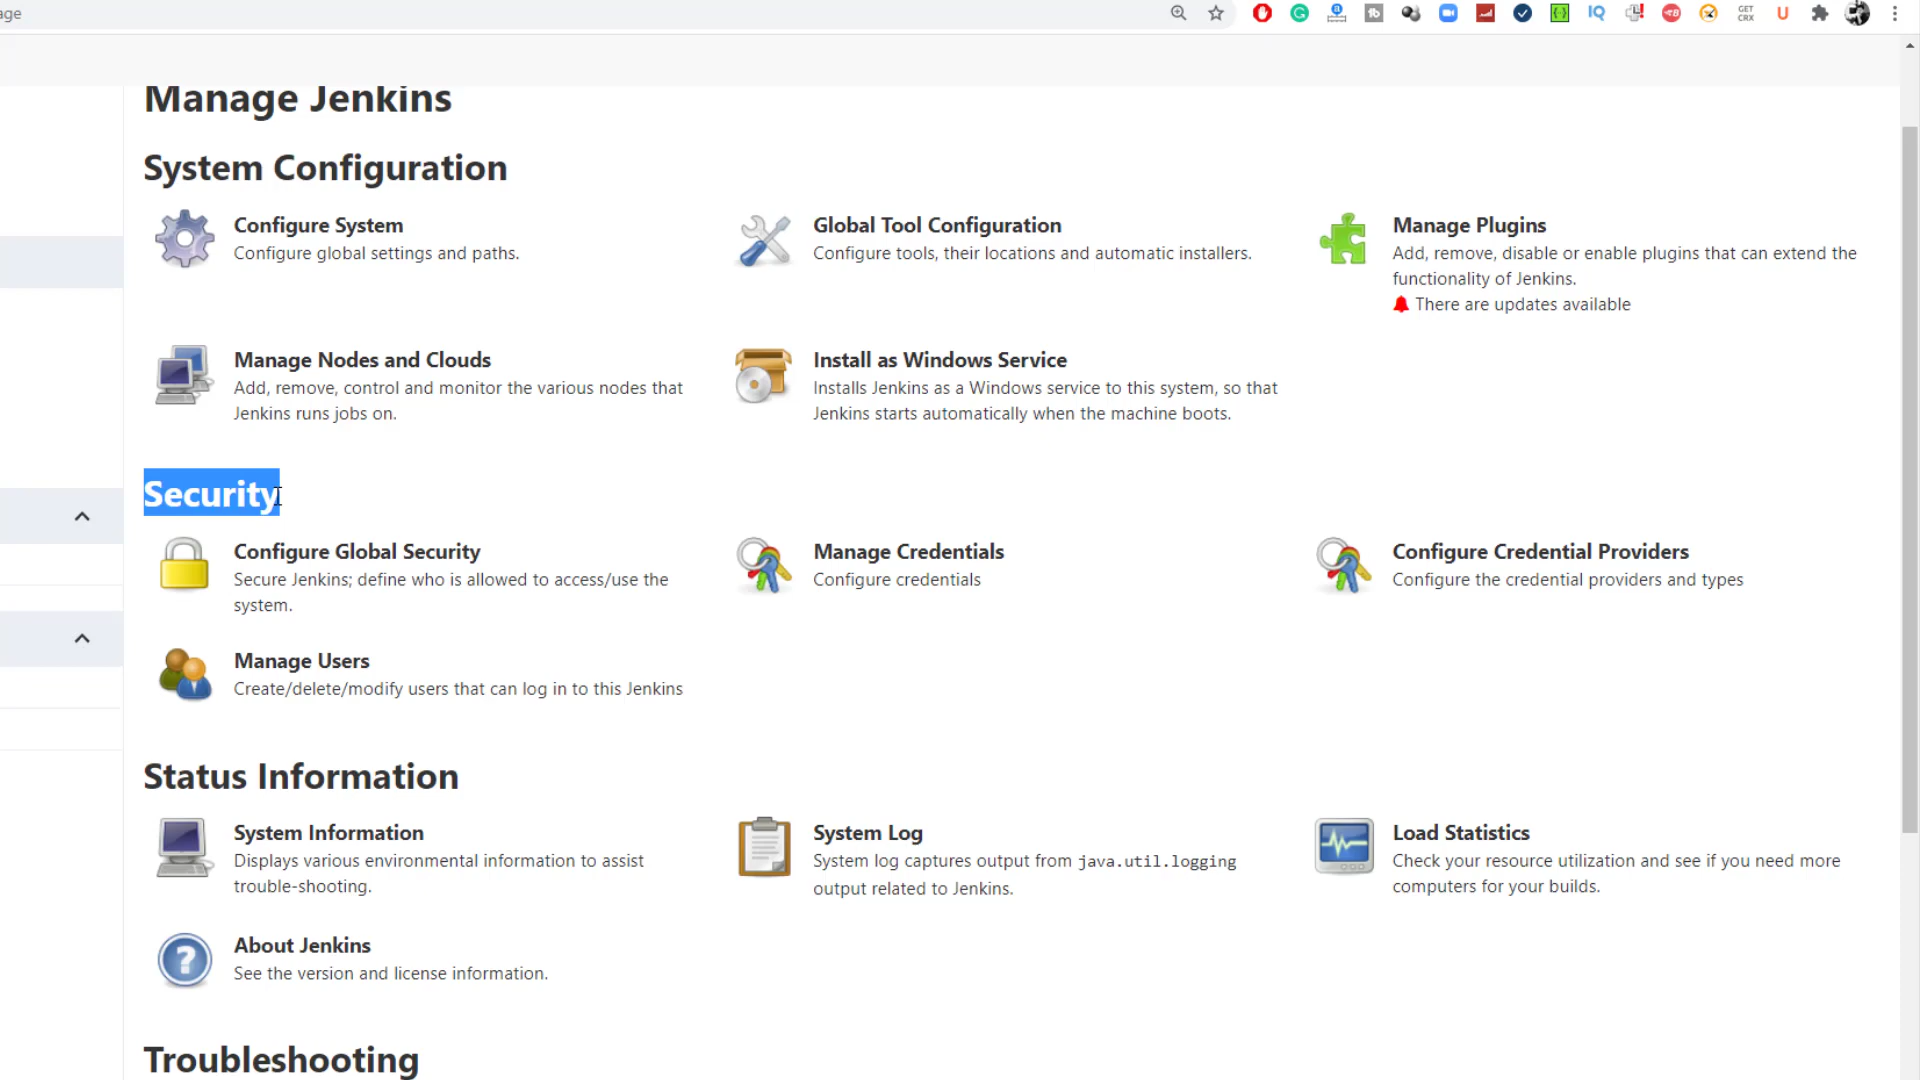 age
GET
CRX
Manage Jenkins
System Configuration
Configure System
Configure global settings and paths.
Global Tool Configuration
Configure tools, their locations and automatic installers.
Manage Plugins
Add, remove, disable or enable plugins that can extend the
functionality of Jenkins.
There are updates available
Manage Nodes and Clouds
Add, remove, control and monitor the various nodes that
Jenkins runs jobs on.
Install as Windows Service
Installs Jenkins as a Windows service to this system, so that
Jenkins starts automatically when the machine boots.
Security
Configure Global Security
Secure Jenkins; define who is allowed to access/use the
system.
Manage Credentials
Configure credentials
Configure Credential Providers
Configure the credential providers and types
Manage Users
Create/delete/modify users that can log in to this Jenkins
Status Information
System Information
Displays various environmental information to assist
trouble-shooting.
System Log
System log captures output from java.util.logging
output related to Jenkins.
Load Statistics
Check your resource utilization and see if you need more
computers for your builds.
About Jenkins
See the version and license information.
Troubleshooting